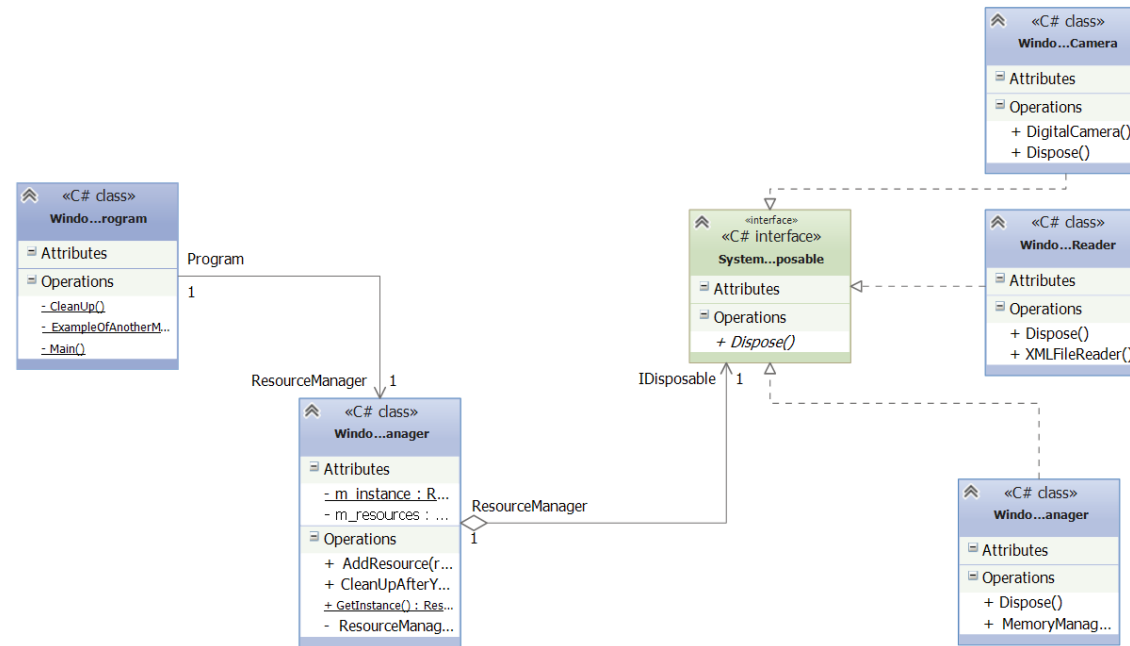 «C# class»
Windo...Camera
Attributes
Operations
+ DigitalCamera()
+ Dispose()
«C# class»
Windo...rogram
Attributes
Operations
- CleanUp()
- ExampleOfAnotherM...
- Main()
Program
1
ResourceManager
1
«interface»
«C# interface»
System...posable
Attributes
Operations
+ Dispose()
«C# class»
Windo...Reader
Attributes
Operations
+ Dispose()
+ XMLFileReader()
IDisposable
1
«C# class»
Windo...anager
Attributes
- m_instance : R...
- m_resources : ...
Operations
+ AddResource(r...
+ CleanUpAfterY...
+ GetInstance() : Res...
- ResourceManag...
ResourceManager
1
«C# class»
Windo...anager
Attributes
Operations
+ Dispose()
+ MemoryManag...